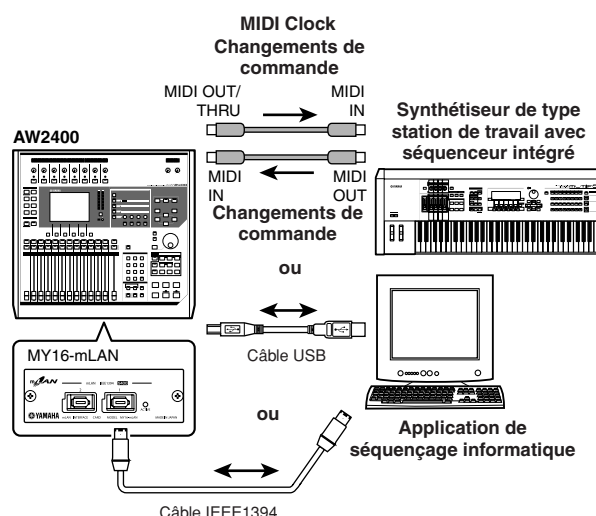 MIDI Clock
Changements de
commande
MIDI OUT/
THRU
MIDI
IN
AW2400
Synthétiseur de type
station de travail avec
séquenceur intégré
MIDI
IN
MIDI
OUT
Changements de
commande
ou
Câble USB
MY16-mLAN
mLAN
YAMAHA
ou
Application de
séquençage informatique
Câble IEEE1394